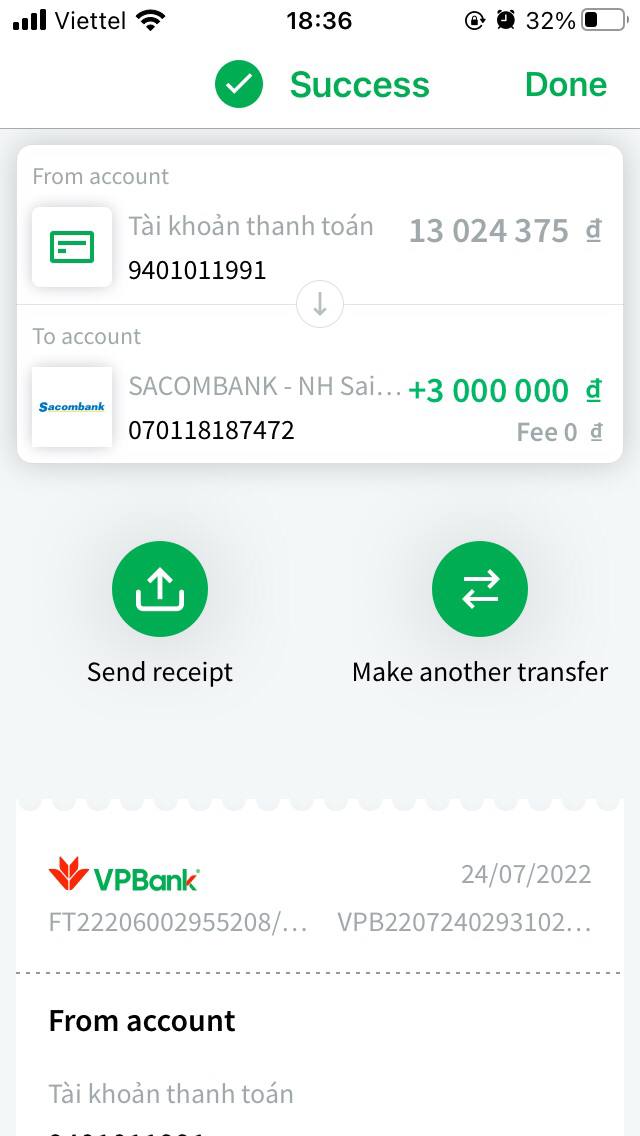 Viettel 18:36 32%
Success Done
From account
Tài khoản thanh toán 13 024 375 ₫
9401011991
To account
Sacombank SACOMBANK - NH Sai... +3 000 000 ₫
070118187472 Fee 0 ₫
Send receipt Make another transfer
VPBank 24/07/2022
FT22206002955208/... VPB2207240293102...
From account
Tài khoản thanh toán